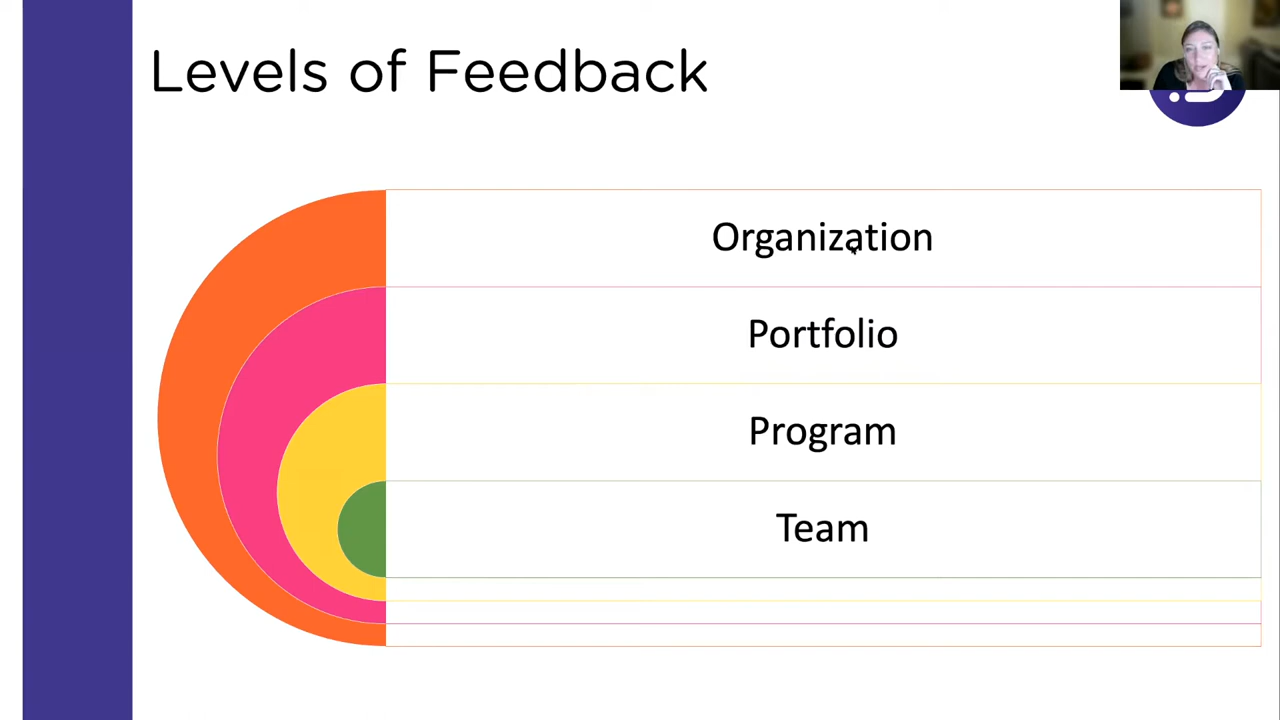 Levels of Feedback
Organization
Portfolio
Program
Team